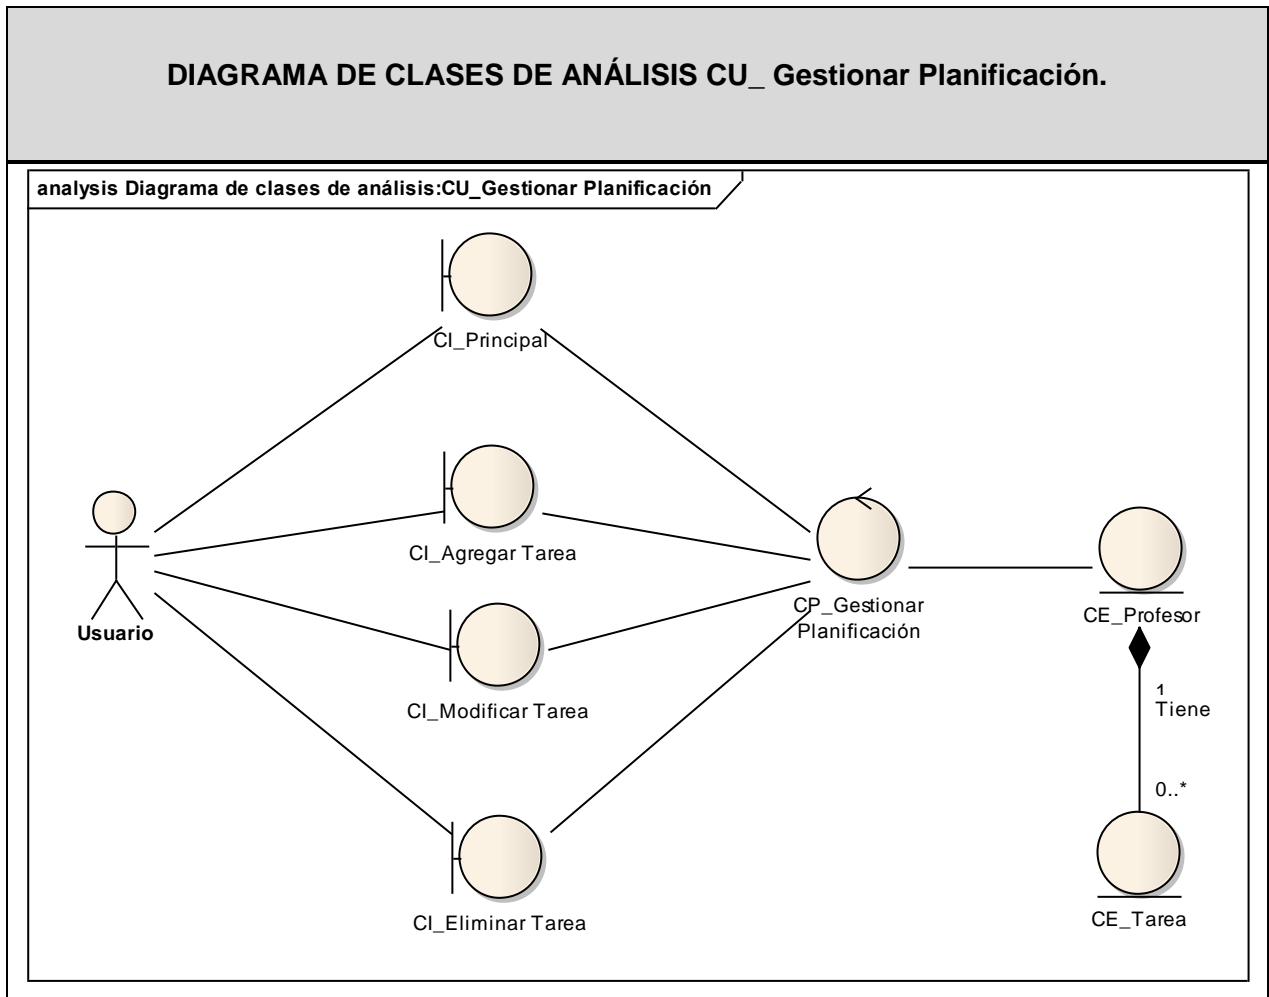 DIAGRAMA DE CLASES DE ANÁLISIS CU_ Gestionar Planificación.
analysis Diagrama de clases de análisis:CU_Gestionar Planificación
CI_Principal
CI_Agregar Tarea
CP_Gestionar
Planificación
CE_Profesor
Usuario
1
Tiene
CI_Modificar Tarea
0..*
CI_Eliminar Tarea
CE_Tarea